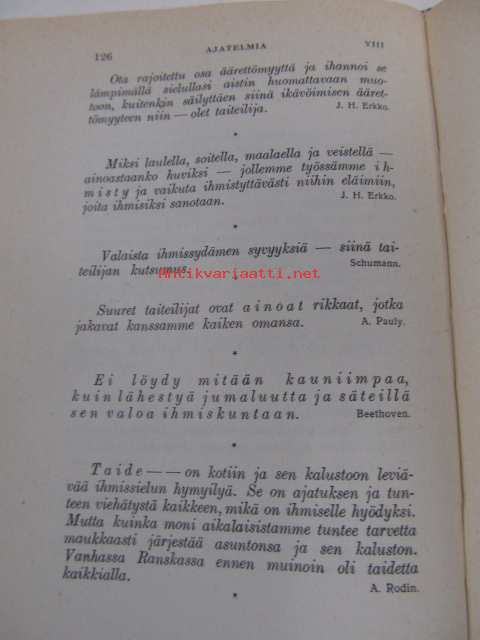 126 AJATELMIA VIII
Ota rajoitettu osa äärettömyyttä ja ihannoi se
lämpimällä sielullasi aistin huomattavaan muo-
toon, kuitenkin säilyttäen siinä ikävöimisen ääret-
tömyyteen niin — olet taiteilija. J. H. Erkko.
*
Miksi laulella, soitella, maalaella ja veistellä —
ainoastaanko huviksi — jollemme työssämme ih-
misty ja vaikuta ihmistyttävästi niihin eläimiin,
joita ihmisiksi sanotaan. J. H. Erkko.
*
Valaista ihmissydämen syvyyksiä — siinä tai-
teilijan kutsumus. Schumann.
Antikvariaatti.net
Suuret taiteilijat ovat ainoat rikkaat, jotka
jakavat kanssamme kaiken omansa. A. Pauly.
*
Ei löydy mitään kauniimpaa,
kuin lähestyä jumaluutta ja säteillä
sen valoa ihmiskuntaan. Beethoven.
*
Taide — — on kotiin ja sen kalustoon leviä-
vää ihmissielun hymyilyä. Se on ajatuksen ja tun-
teen viehätystä kaikkeen, mikä on ihmiselle hyödyksi.
Mutta kuinka moni aikalaisistamme tuntee tarvetta
maukkaasti järjestää asuntonsa ja sen kaluston.
Vanhassa Ranskassa ennen muinoin oli taidetta
kaikkialla. A. Rodin.
*